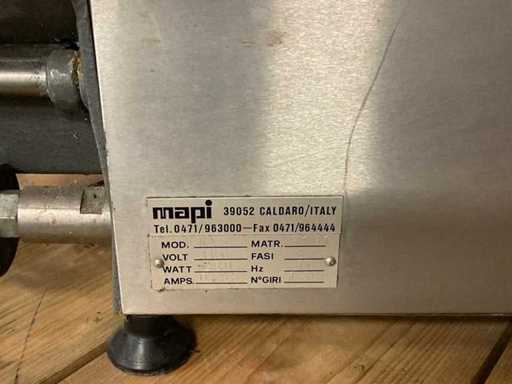 mapi 39052 CALDARO/ITALY
Tel. 0471/963000-Fax 0471/964444
MOD. MATR.
VOLT FASI
WATT Hz
AMPS. N°GIRI